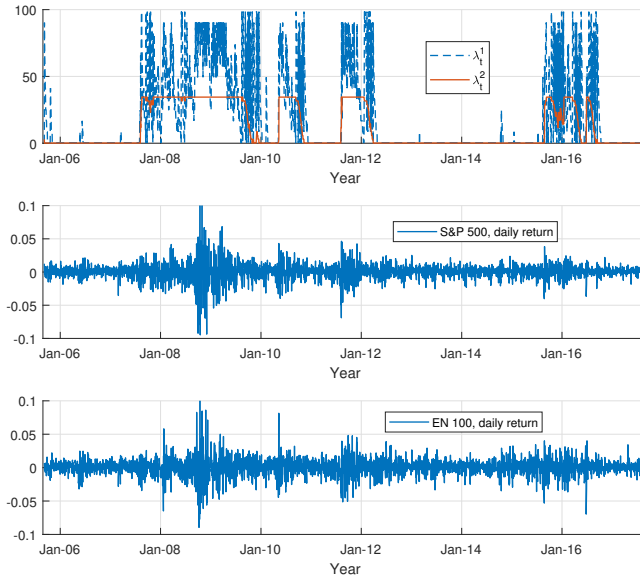 100
50
0
λ_t^1
λ_t^2
Jan-06 Jan-08 Jan-10 Jan-12 Jan-14 Jan-16
Year
0.1
0.05
0
-0.05
-0.1
S&P 500, daily return
Jan-06 Jan-08 Jan-10 Jan-12 Jan-14 Jan-16
Year
0.1
0.05
0
-0.05
-0.1
EN 100, daily return
Jan-06 Jan-08 Jan-10 Jan-12 Jan-14 Jan-16
Year